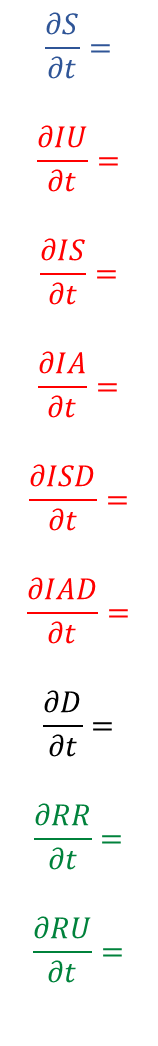 ∂S/∂t =
∂IU/∂t =
∂IS/∂t =
∂IA/∂t =
∂ISD/∂t =
∂IAD/∂t =
∂D/∂t =
∂RR/∂t =
∂RU/∂t =